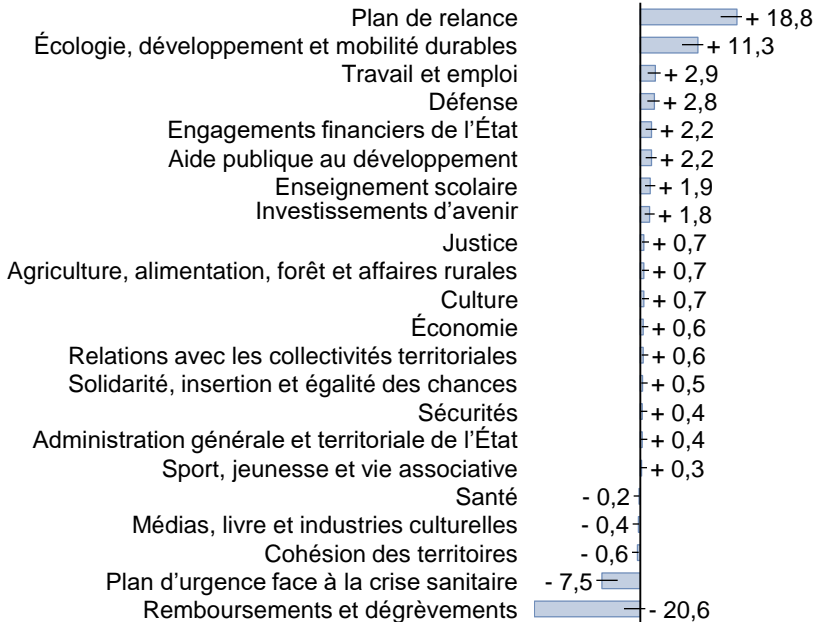 Plan de relance + 18,8
Écologie, développement et mobilité durables + 11,3
Travail et emploi + 2,9
Défense + 2,8
Engagements financiers de l’État + 2,2
Aide publique au développement + 2,2
Enseignement scolaire + 1,9
Investissements d’avenir + 1,8
Justice + 0,7
Agriculture, alimentation, forêt et affaires rurales + 0,7
Culture + 0,7
Économie + 0,6
Relations avec les collectivités territoriales + 0,6
Solidarité, insertion et égalité des chances + 0,5
Sécurités + 0,4
Administration générale et territoriale de l’État + 0,4
Sport, jeunesse et vie associative + 0,3
Santé - 0,2
Médias, livre et industries culturelles - 0,4
Cohésion des territoires - 0,6
Plan d’urgence face à la crise sanitaire - 7,5
Remboursements et dégrèvements - 20,6